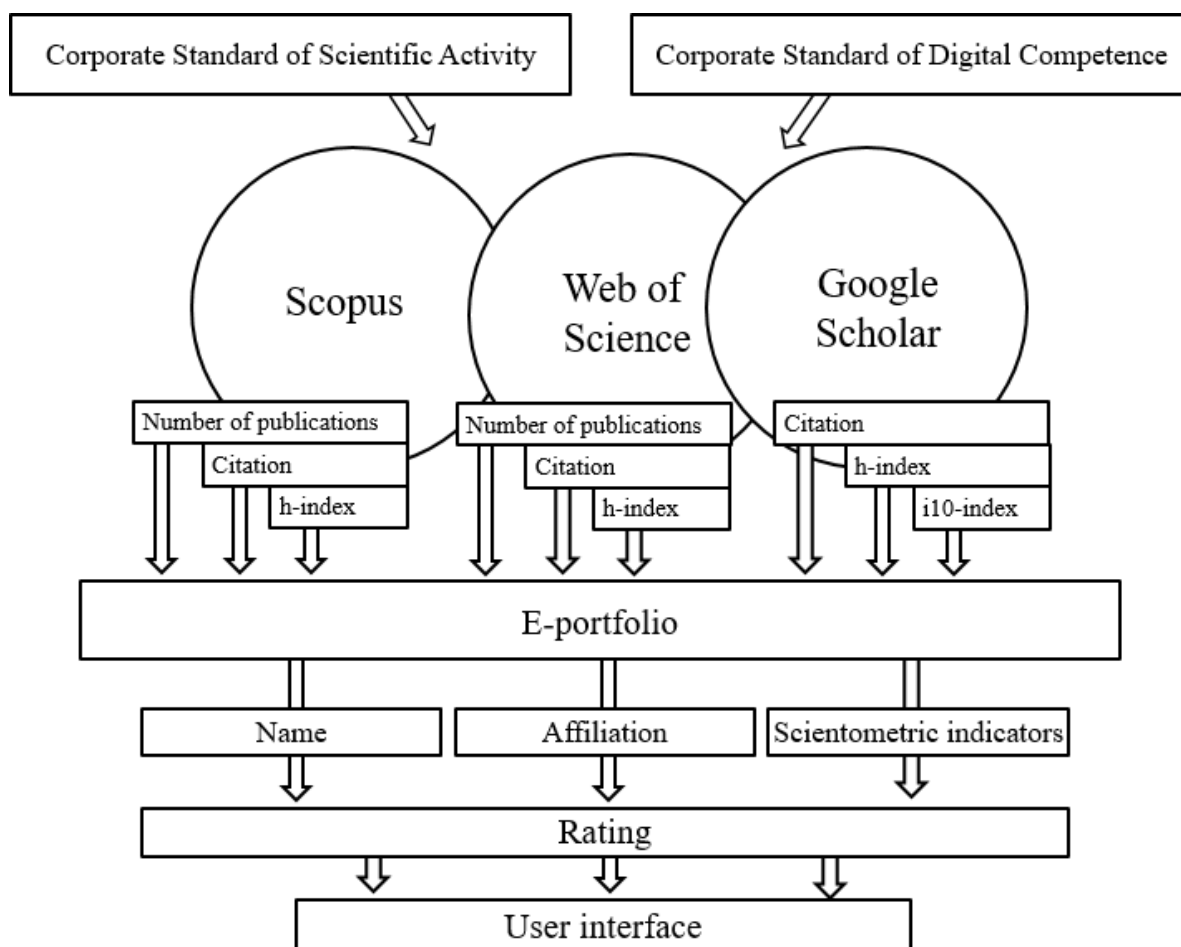 Corporate Standard of Scientific Activity
Corporate Standard of Digital Competence
Scopus
Web of
Science
Google
Scholar
Number of publications
Citation
h-index
Number of publications
Citation
h-index
Citation
h-index
i10-index
E-portfolio
Name
Affiliation
Scientometric indicators
Rating
User interface